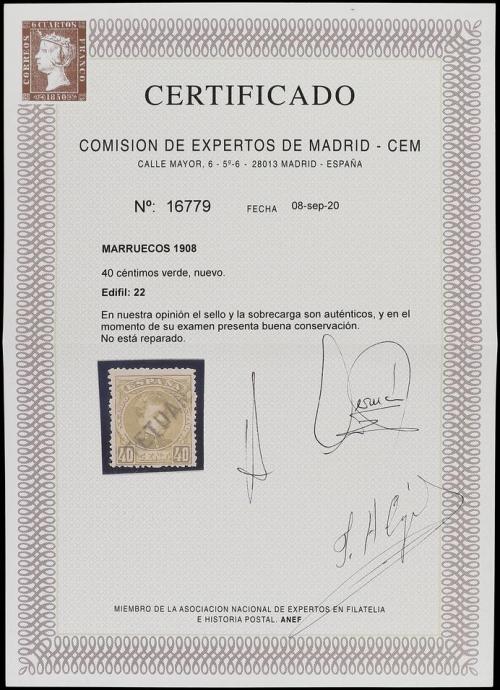 6 CUARTOS
CORREOS
FRANCO
1850
CERTIFICADO
COMISION DE EXPERTOS DE MADRID - CEM
CALLE MAYOR, 6 - 5º-6 - 28013 MADRID - ESPAÑA
Nº: 16779 FECHA 08-sep-20
MARRUECOS 1908
40 céntimos verde, nuevo.
Edifil: 22
En nuestra opinión el sello y la sobrecarga son auténticos, y en el
momento de su examen presenta buena conservación.
No está reparado.
ESPAÑA
40 CENT 40
MIEMBRO DE LA ASOCIACION NACIONAL DE EXPERTOS EN FILATELIA
E HISTORIA POSTAL. ANEF